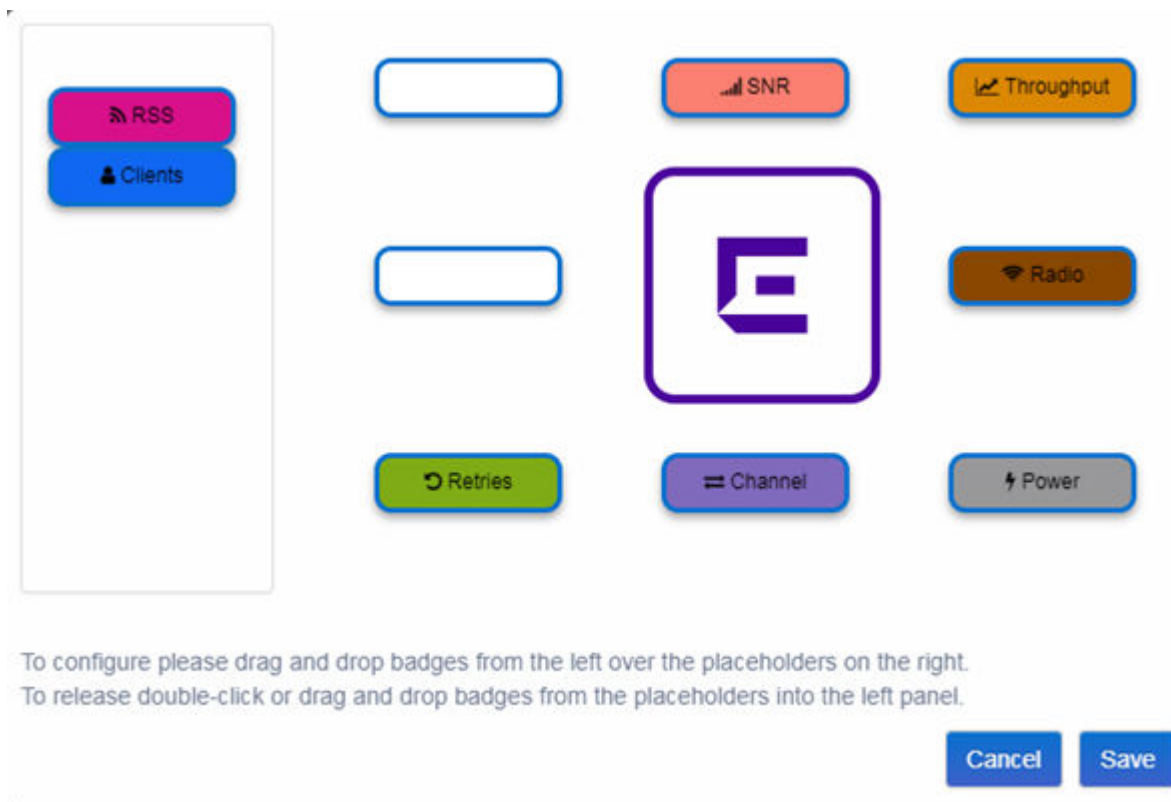 RSS
Clients
SNR
Throughput
Radio
Retries
Channel
Power
To configure please drag and drop badges from the left over the placeholders on the right.
To release double-click or drag and drop badges from the placeholders into the left panel.
Cancel
Save